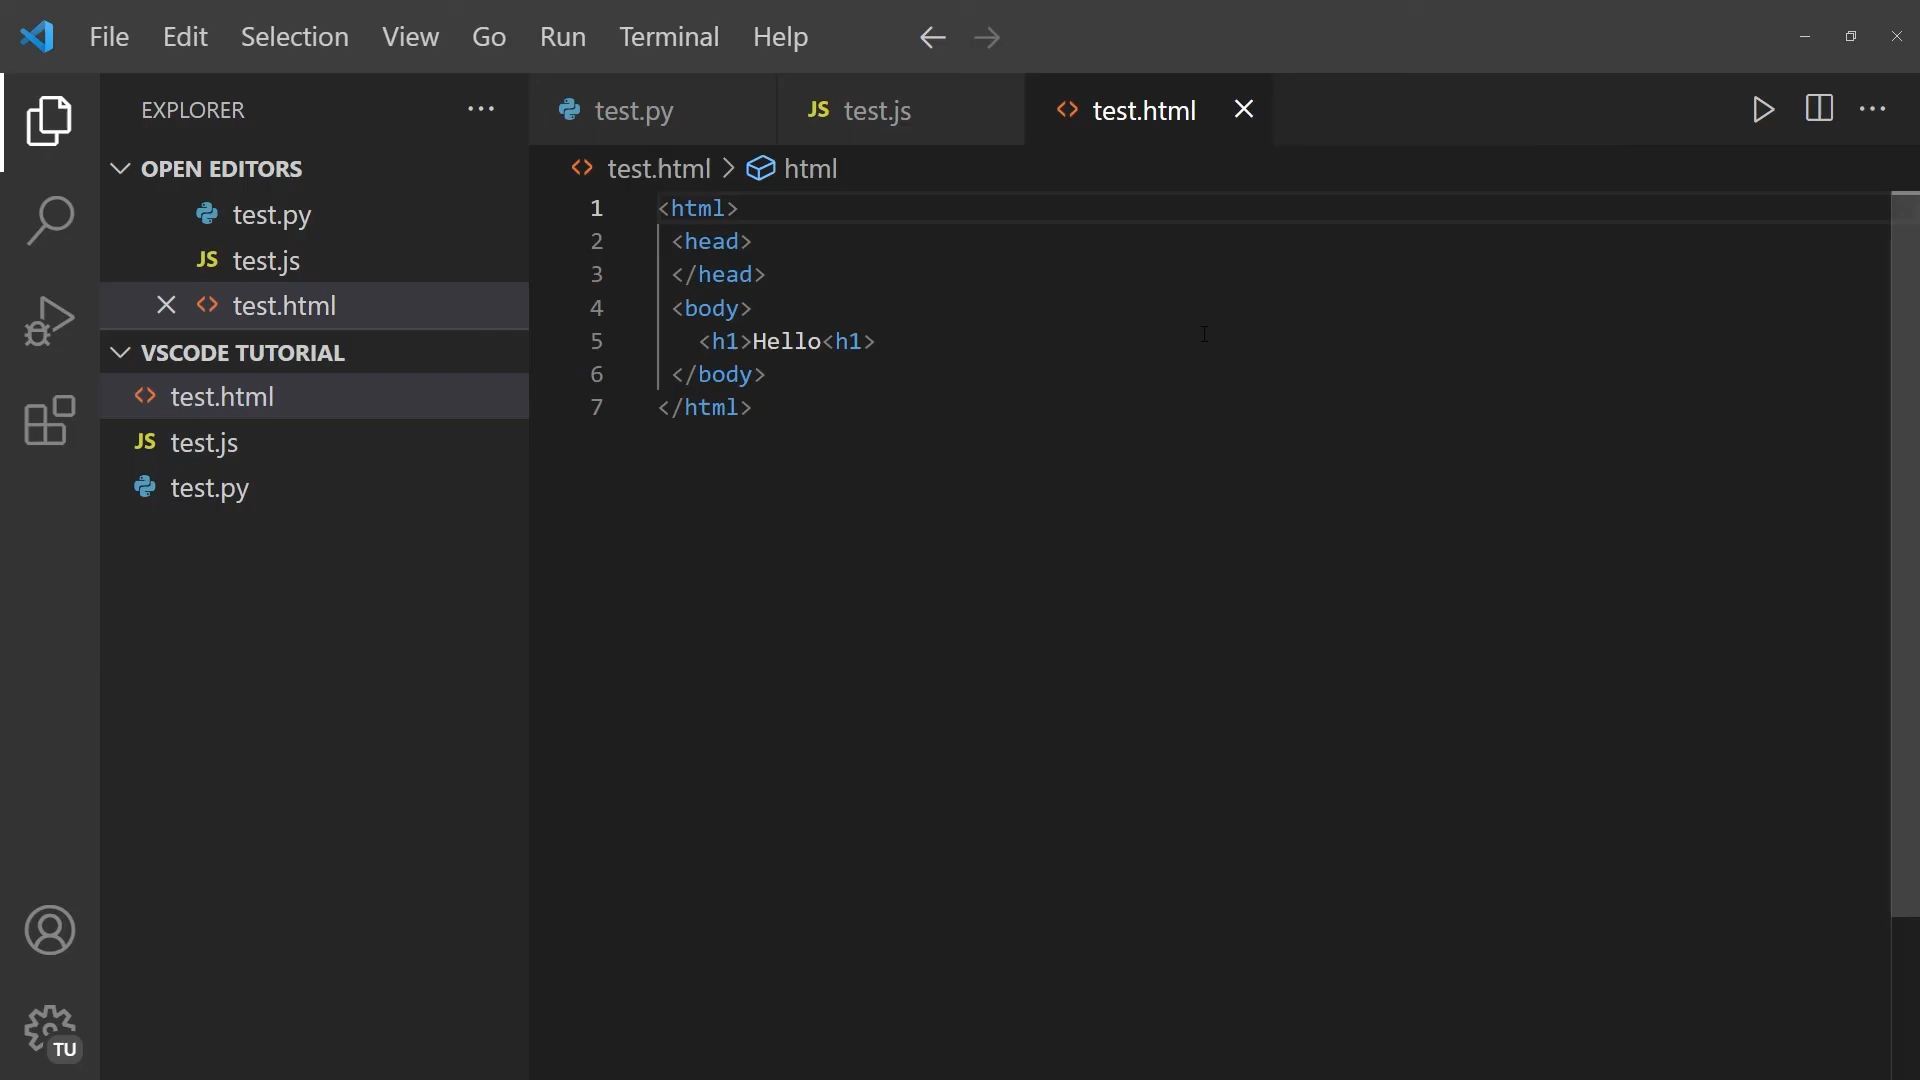 File Edit Selection View Go Run Terminal Help
EXPLORER
OPEN EDITORS
test.py
JS test.js
<> test.html
VSCODE TUTORIAL
<> test.html
JS test.js
test.py
TU
test.py JS test.js <> test.html
<> test.html > html
1 <html>
2 <head>
3 </head>
4 <body>
5 <h1>Hello<h1>
6 </body>
7 </html>